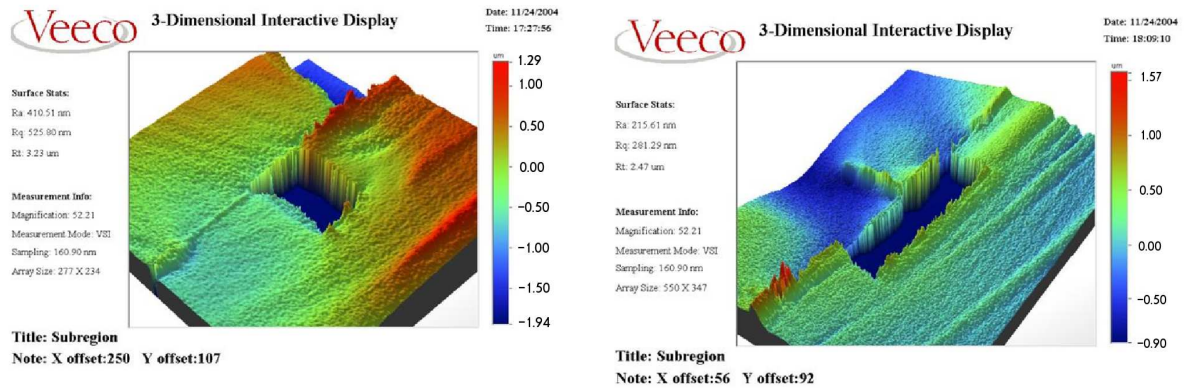 Veeco
3-Dimensional Interactive Display
Date: 11/24/2004
Time: 17:27:56
Surface Stats:
Ra: 410.51 nm
Rq: 525.80 nm
Rt: 3.23 um
Measurement Info:
Magnification: 52.21
Measurement Mode: VSI
Sampling: 160.90 nm
Array Size: 277 X 234
um
1.29
1.00
0.50
0.00
−0.50
−1.00
−1.50
−1.94
Title: Subregion
Note: X offset:250 Y offset:107
Veeco
3-Dimensional Interactive Display
Date: 11/24/2004
Time: 18:09:10
Surface Stats:
Ra: 215.61 nm
Rq: 281.29 nm
Rt: 2.47 um
Measurement Info:
Magnification: 52.21
Measurement Mode: VSI
Sampling: 160.90 nm
Array Size: 550 X 347
um
1.57
1.00
0.50
0.00
−0.50
−0.90
Title: Subregion
Note: X offset:56 Y offset:92